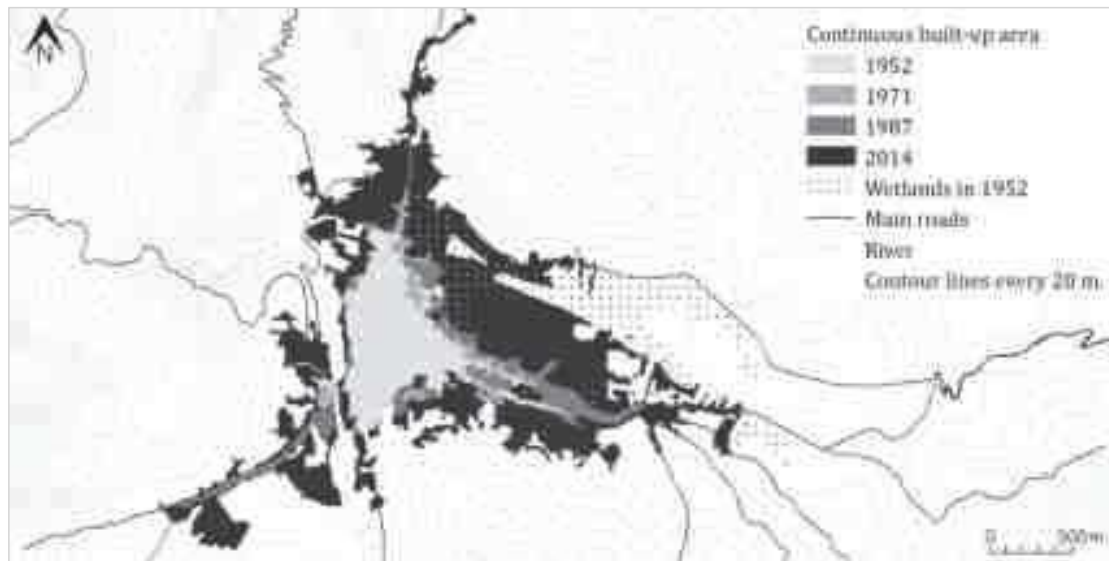 N
Continuous built-up area
1952
1971
1987
2014
Wetlands in 1952
Main roads
River
Contour lines every 20 m.
0 500m